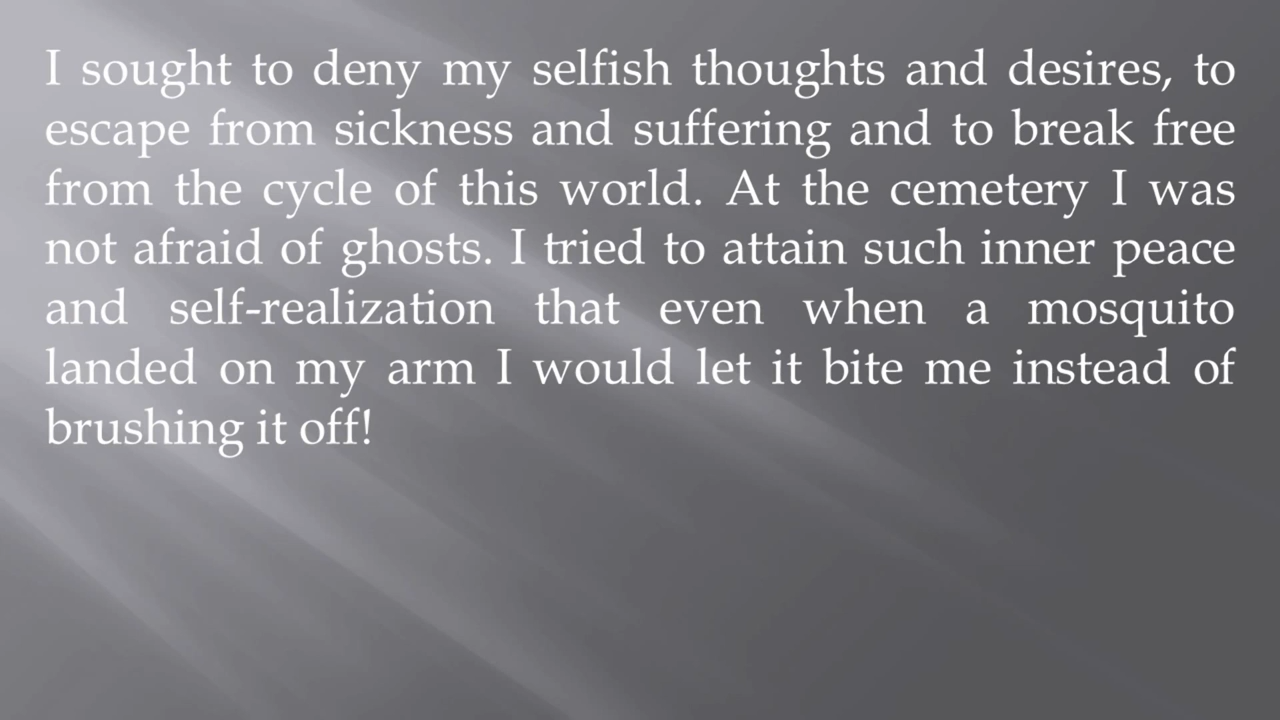 I sought to deny my selfish thoughts and desires, to
escape from sickness and suffering and to break free
from the cycle of this world. At the cemetery I was
not afraid of ghosts. I tried to attain such inner peace
and self-realization that even when a mosquito
landed on my arm I would let it bite me instead of
brushing it off!